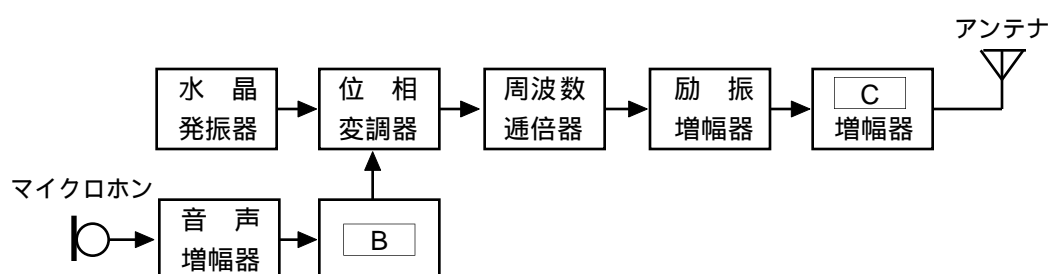 アンテナ
水 晶
発振器
位 相
変調器
周波数
逓倍器
励 振
増幅器
C
増幅器
マイクロホン
音 声
増幅器
B